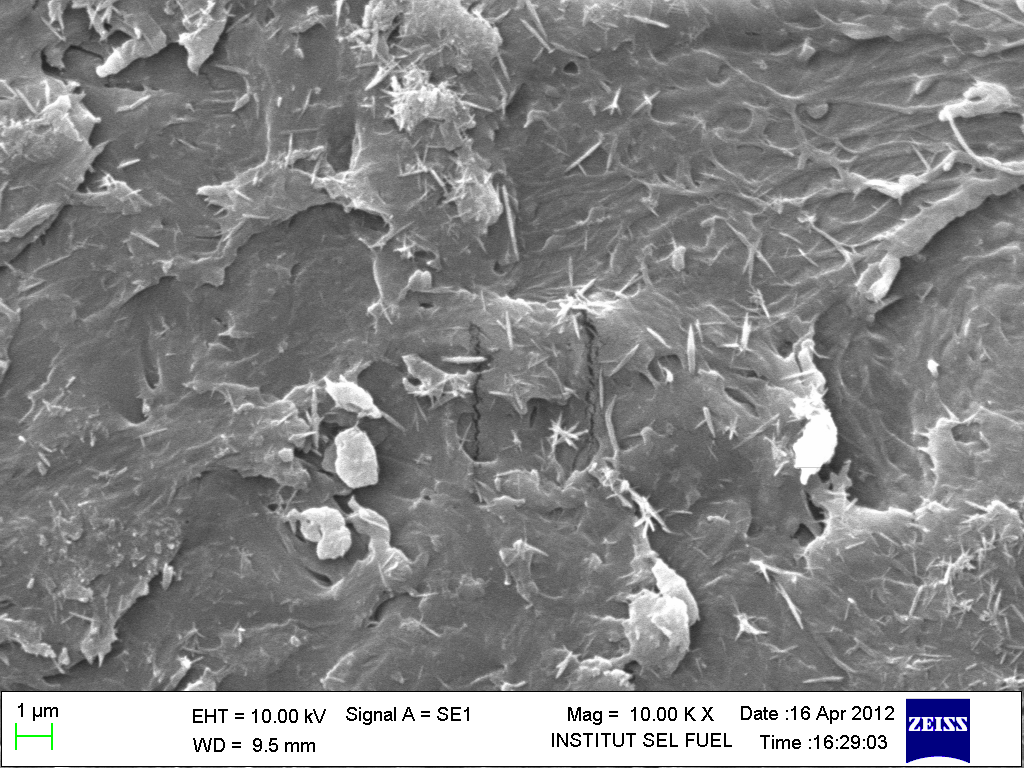 1 µm
EHT = 10.00 kV Signal A = SE1 Mag = 10.00 K X Date :16 Apr 2012
WD = 9.5 mm INSTITUT SEL FUEL Time :16:29:03
ZEISS